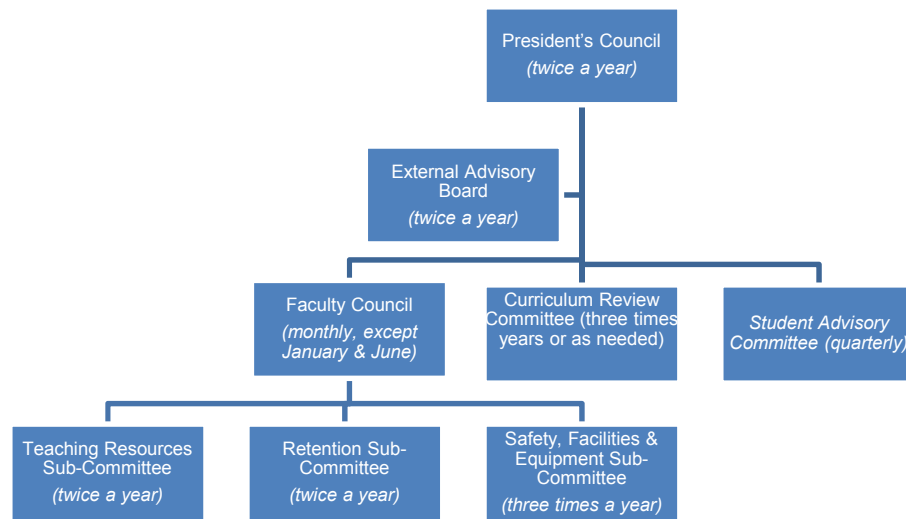 President’s Council
(twice a year)
External Advisory
Board
(twice a year)
Faculty Council
(monthly, except
January & June)
Curriculum Review
Committee (three times
years or as needed)
Student Advisory
Committee (quarterly)
Teaching Resources
Sub-Committee
(twice a year)
Retention Sub-
Committee
(twice a year)
Safety, Facilities &
Equipment Sub-
Committee
(three times a year)